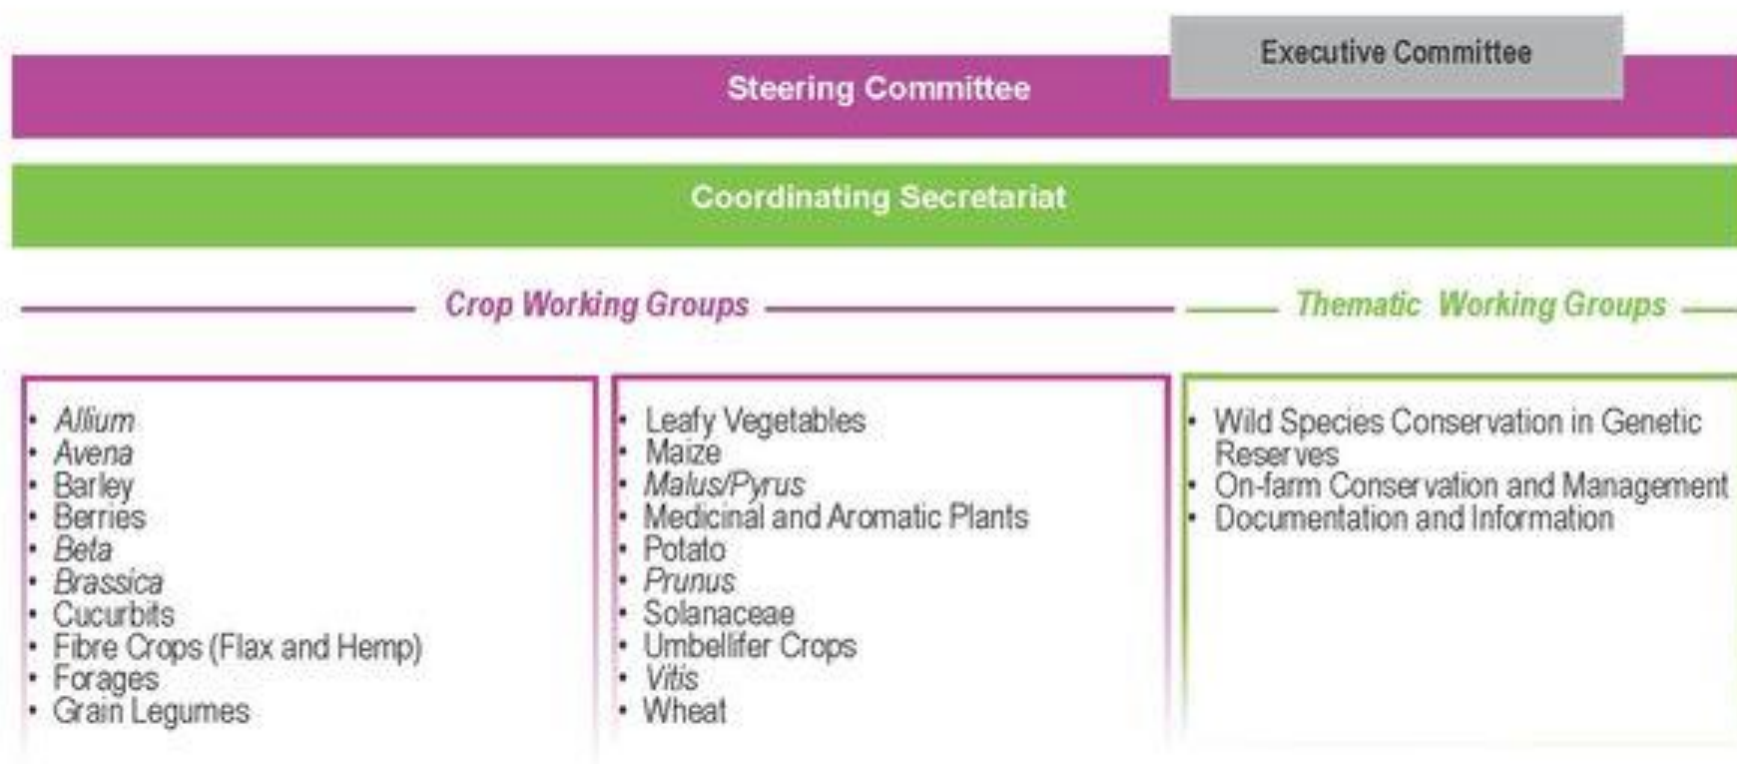 Executive Committee
Steering Committee
Coordinating Secretariat
Crop Working Groups
Thematic Working Groups
• Allium
• Avena
• Barley
• Berries
• Beta
• Brassica
• Cucurbits
• Fibre Crops (Flax and Hemp)
• Forages
• Grain Legumes
• Leafy Vegetables
• Maize
• Malus/Pyrus
• Medicinal and Aromatic Plants
• Potato
• Prunus
• Solanaceae
• Umbellifer Crops
• Vitis
• Wheat
• Wild Species Conservation in Genetic
Reserves
• On-farm Conservation and Management
• Documentation and Information